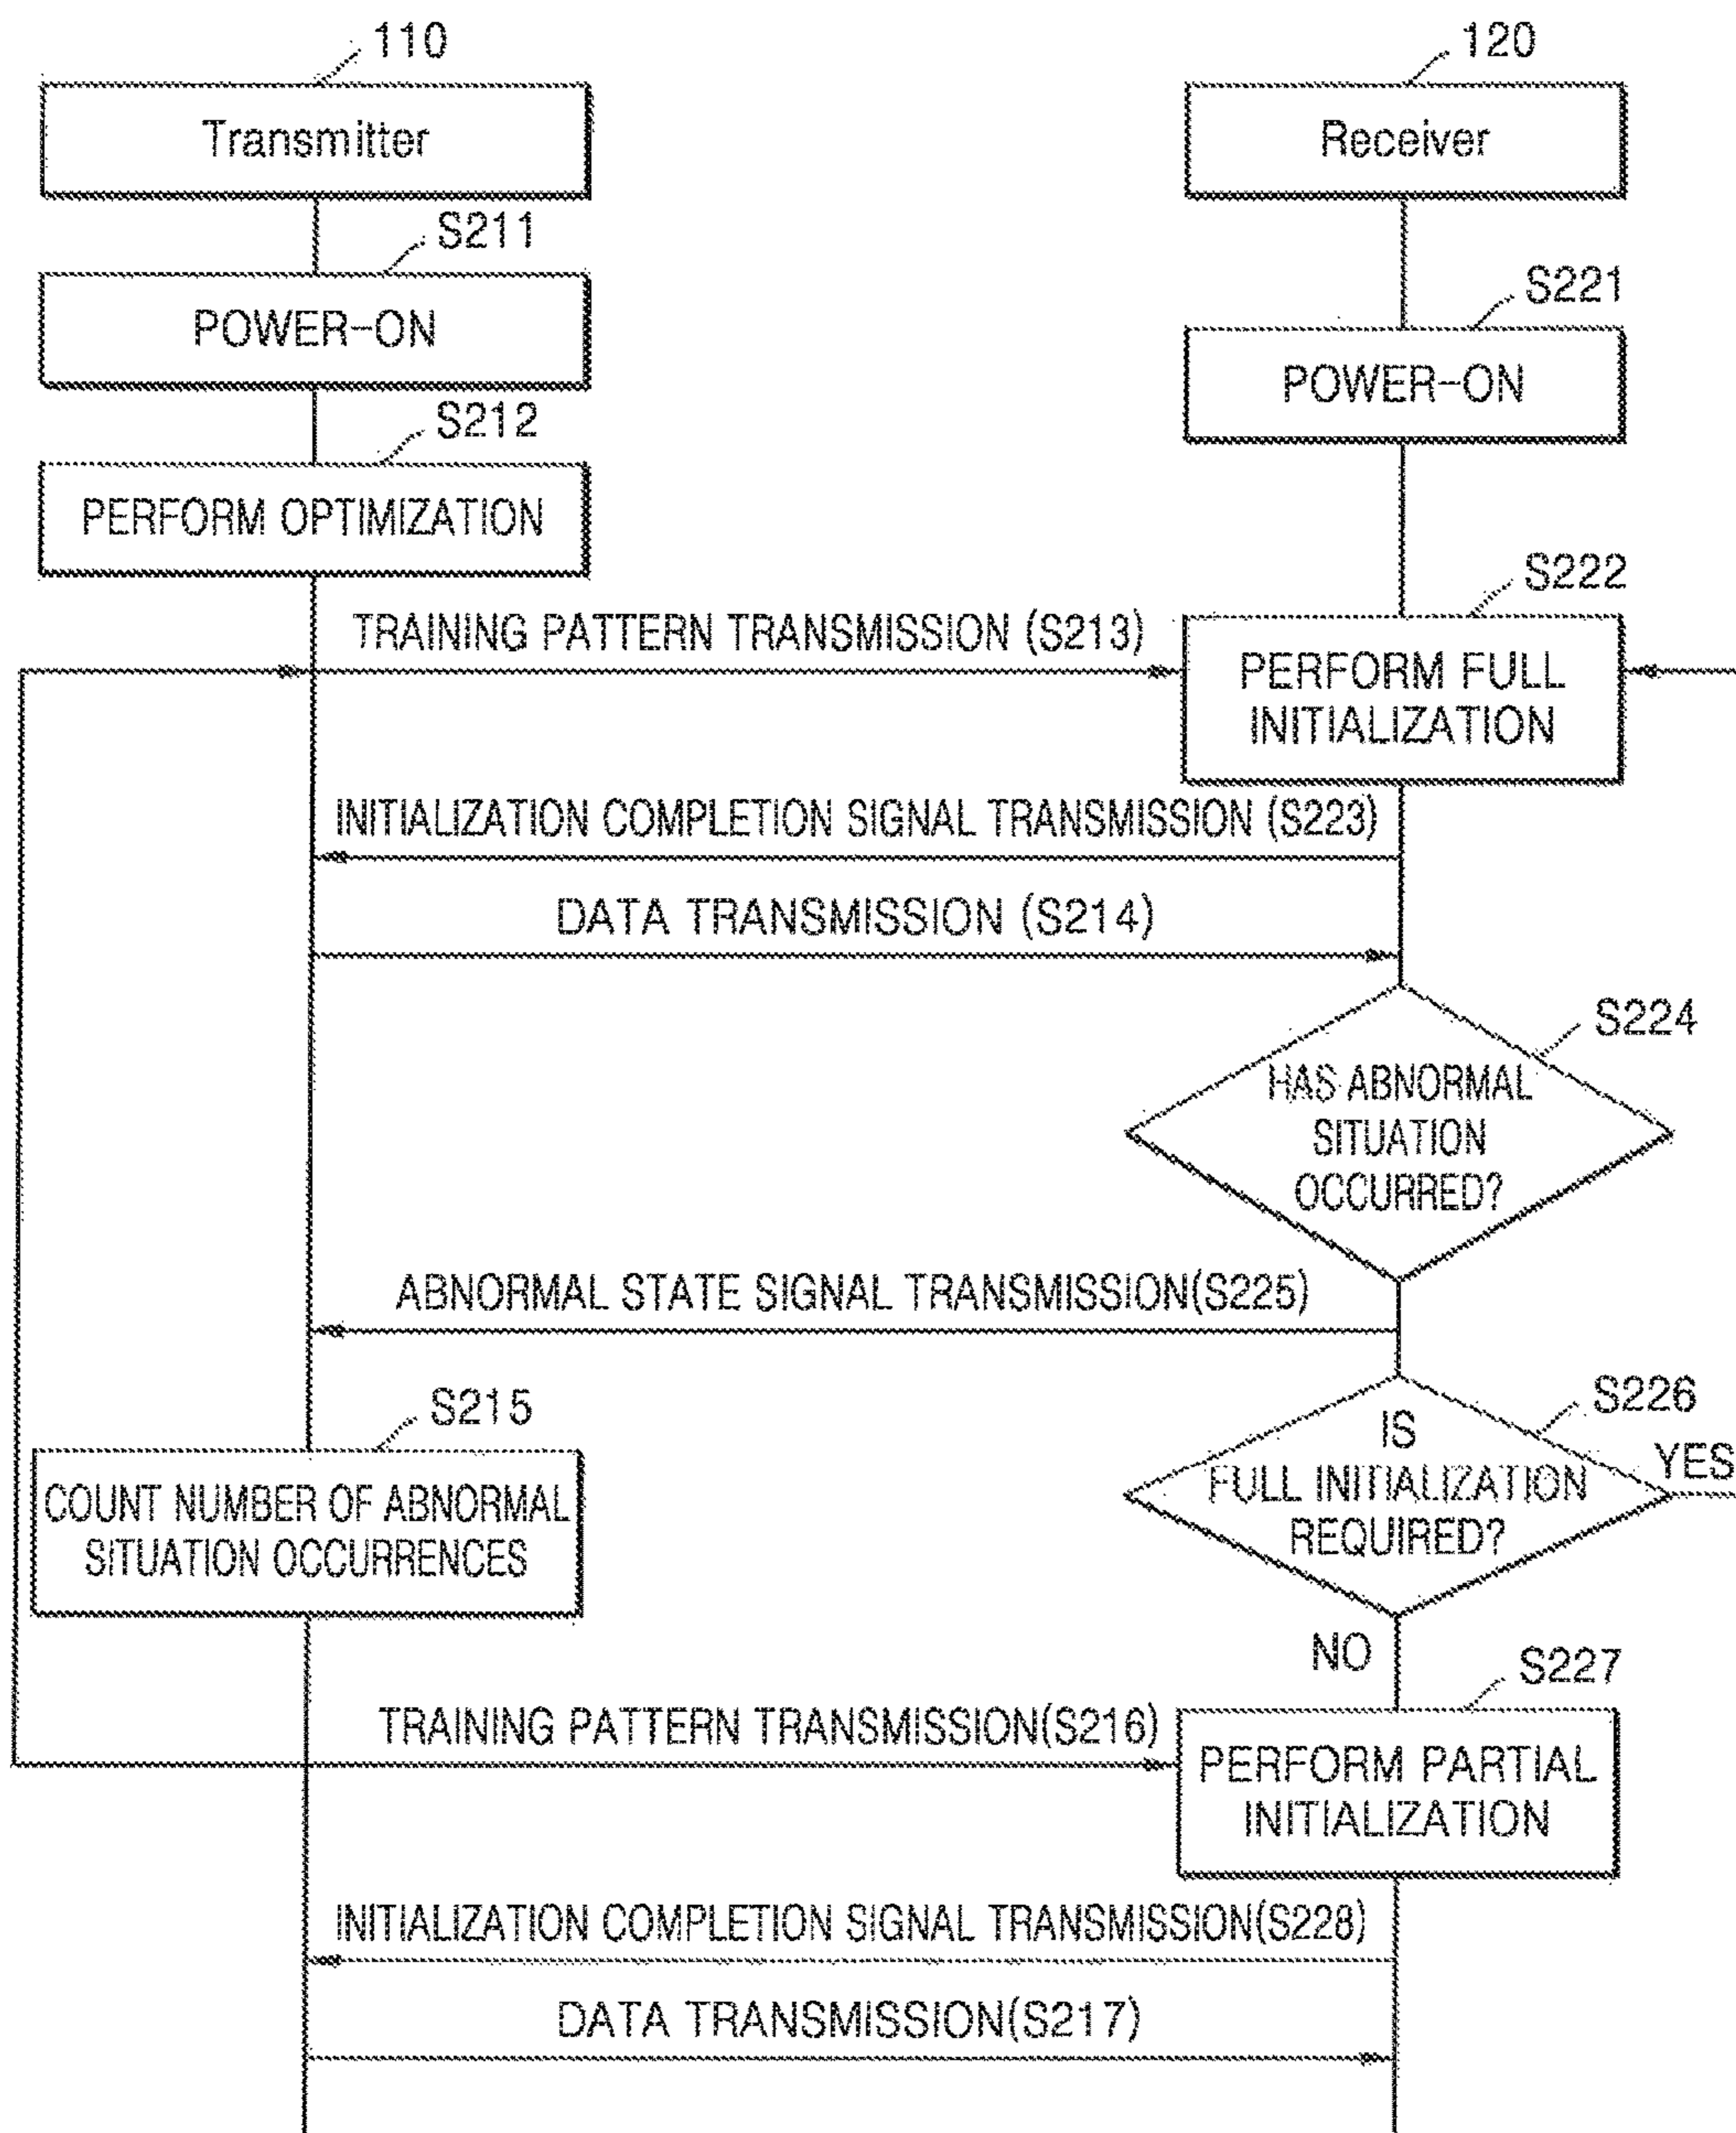 110
120
Transmitter
Receiver
S211
POWER-ON
S221
POWER-ON
S212
PERFORM OPTIMIZATION
S222
TRAINING PATTERN TRANSMISSION (S213)
PERFORM FULL
INITIALIZATION
INITIALIZATION COMPLETION SIGNAL TRANSMISSION (S223)
DATA TRANSMISSION (S214)
S224
HAS ABNORMAL
SITUATION
OCCURRED?
ABNORMAL STATE SIGNAL TRANSMISSION(S225)
S215
COUNT NUMBER OF ABNORMAL
SITUATION OCCURRENCES
S226
IS
FULL INITIALIZATION
REQUIRED?
YES
NO
S227
TRAINING PATTERN TRANSMISSION(S216)
PERFORM PARTIAL
INITIALIZATION
INITIALIZATION COMPLETION SIGNAL TRANSMISSION(S228)
DATA TRANSMISSION(S217)